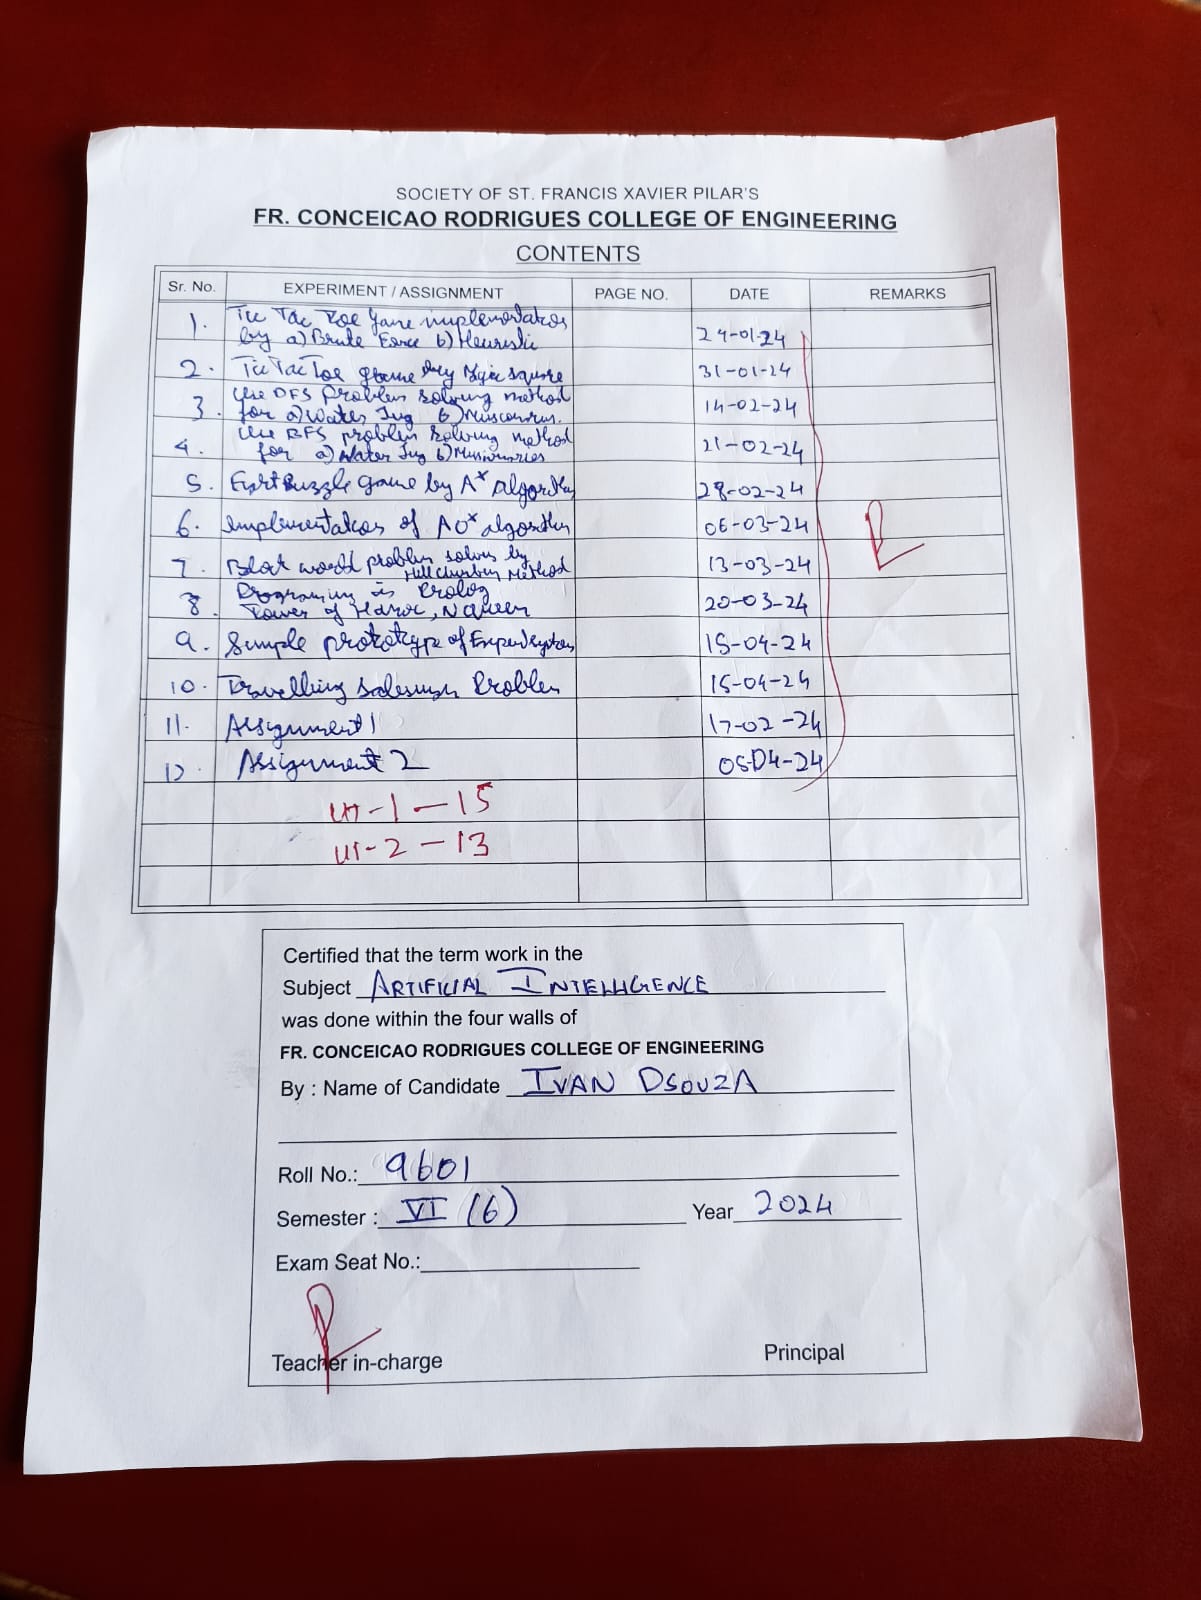 SOCIETY OF ST. FRANCIS XAVIER PILAR'S
FR. CONCEICAO RODRIGUES COLLEGE OF ENGINEERING
CONTENTS
Sr. No. EXPERIMENT / ASSIGNMENT PAGE NO. DATE REMARKS
1. Tic Tac Toe Game implementation
by a) Brute Force b) Heuristic 24-01-24
2. Tic Tac Toe game by Magic square 31-01-24
Use DFS problem solving method
3. for a) Water Jug b) 14-02-24
Use BFS problem solving method
4. for a) Water Jug b) Missionaries 21-02-24
5. Puzzle game by A* algorithm 28-02-24
6. Implementation of AO* algorithm 06-03-24
7. Block world problem solves by
Hill Climbing Method 13-03-24
Programing in Prolog
8. Tower of , N Queen 20-03-24
9. Simple prototype of 15-04-24
10. Travelling Salesman Problem 15-04-24
11. Assignment 1 17-02-24
12. Assignment 2 05-04-24
UT-1 - 15
UT-2 - 13
Certified that the term work in the
Subject ARTIFICIAL INTELLIGENCE
was done within the four walls of
FR. CONCEICAO RODRIGUES COLLEGE OF ENGINEERING
By : Name of Candidate IVAN DSOUZA
Roll No.: 9601
Semester : VI (6) Year 2024
Exam Seat No.:
Teacher in-charge Principal